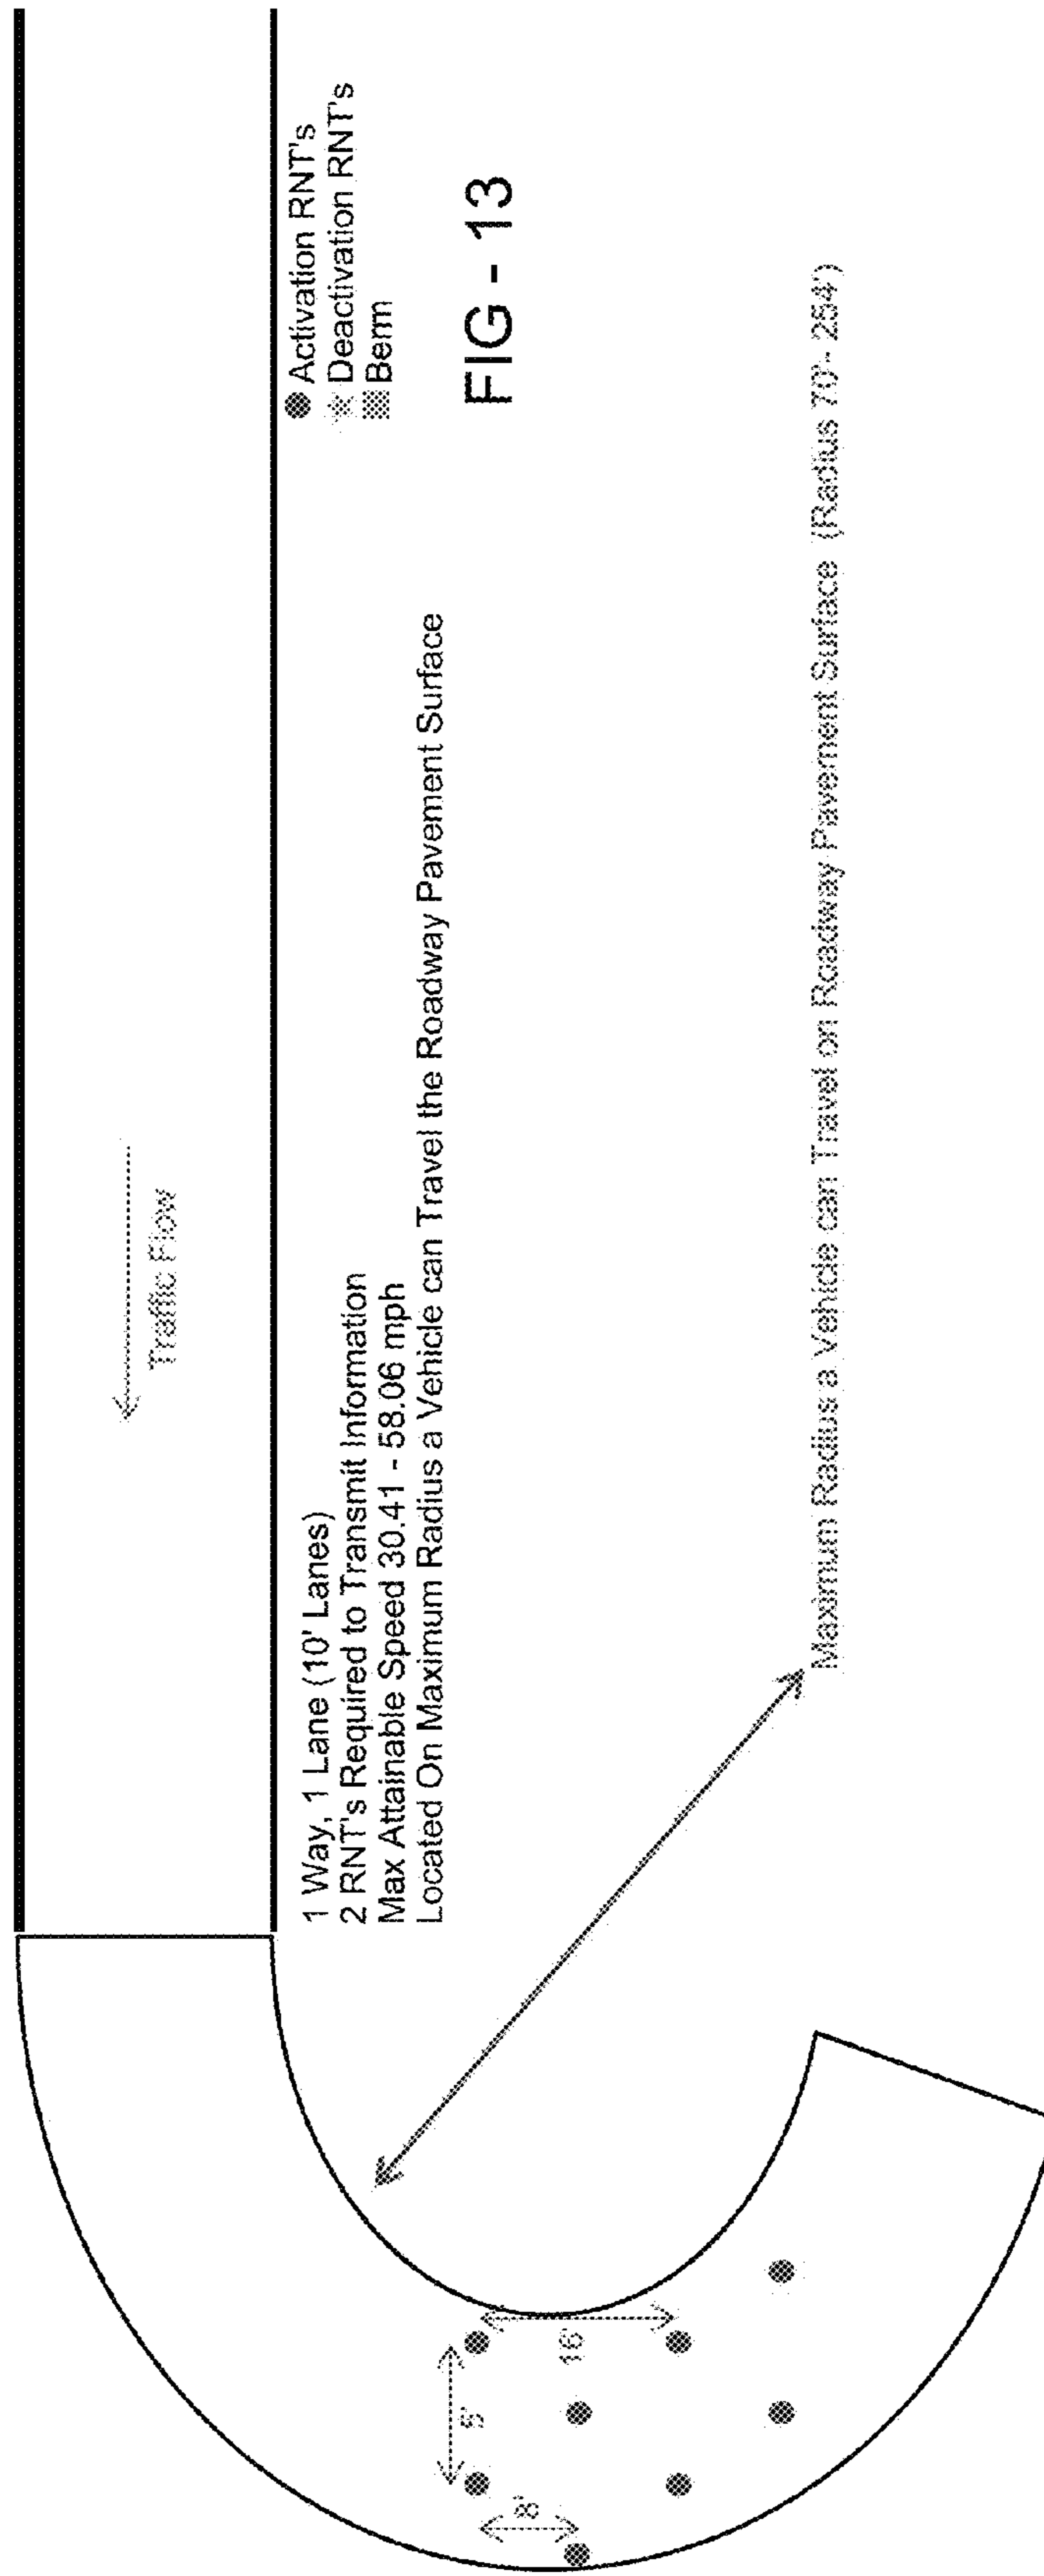 Traffic Flow
Activation RNT's
Deactivation RNT's
Berm
FIG - 13
1 Way, 1 Lane (10' Lanes)
2 RNT's Required to Transmit Information
Max Attainable Speed 30.41 - 58.06 mph
Located On Maximum Radius a Vehicle can Travel the Roadway Pavement Surface
Maximum Radius a Vehicle can Travel on Roadway Pavement Surface (Radius 70'- 254')
5'
16'
8'